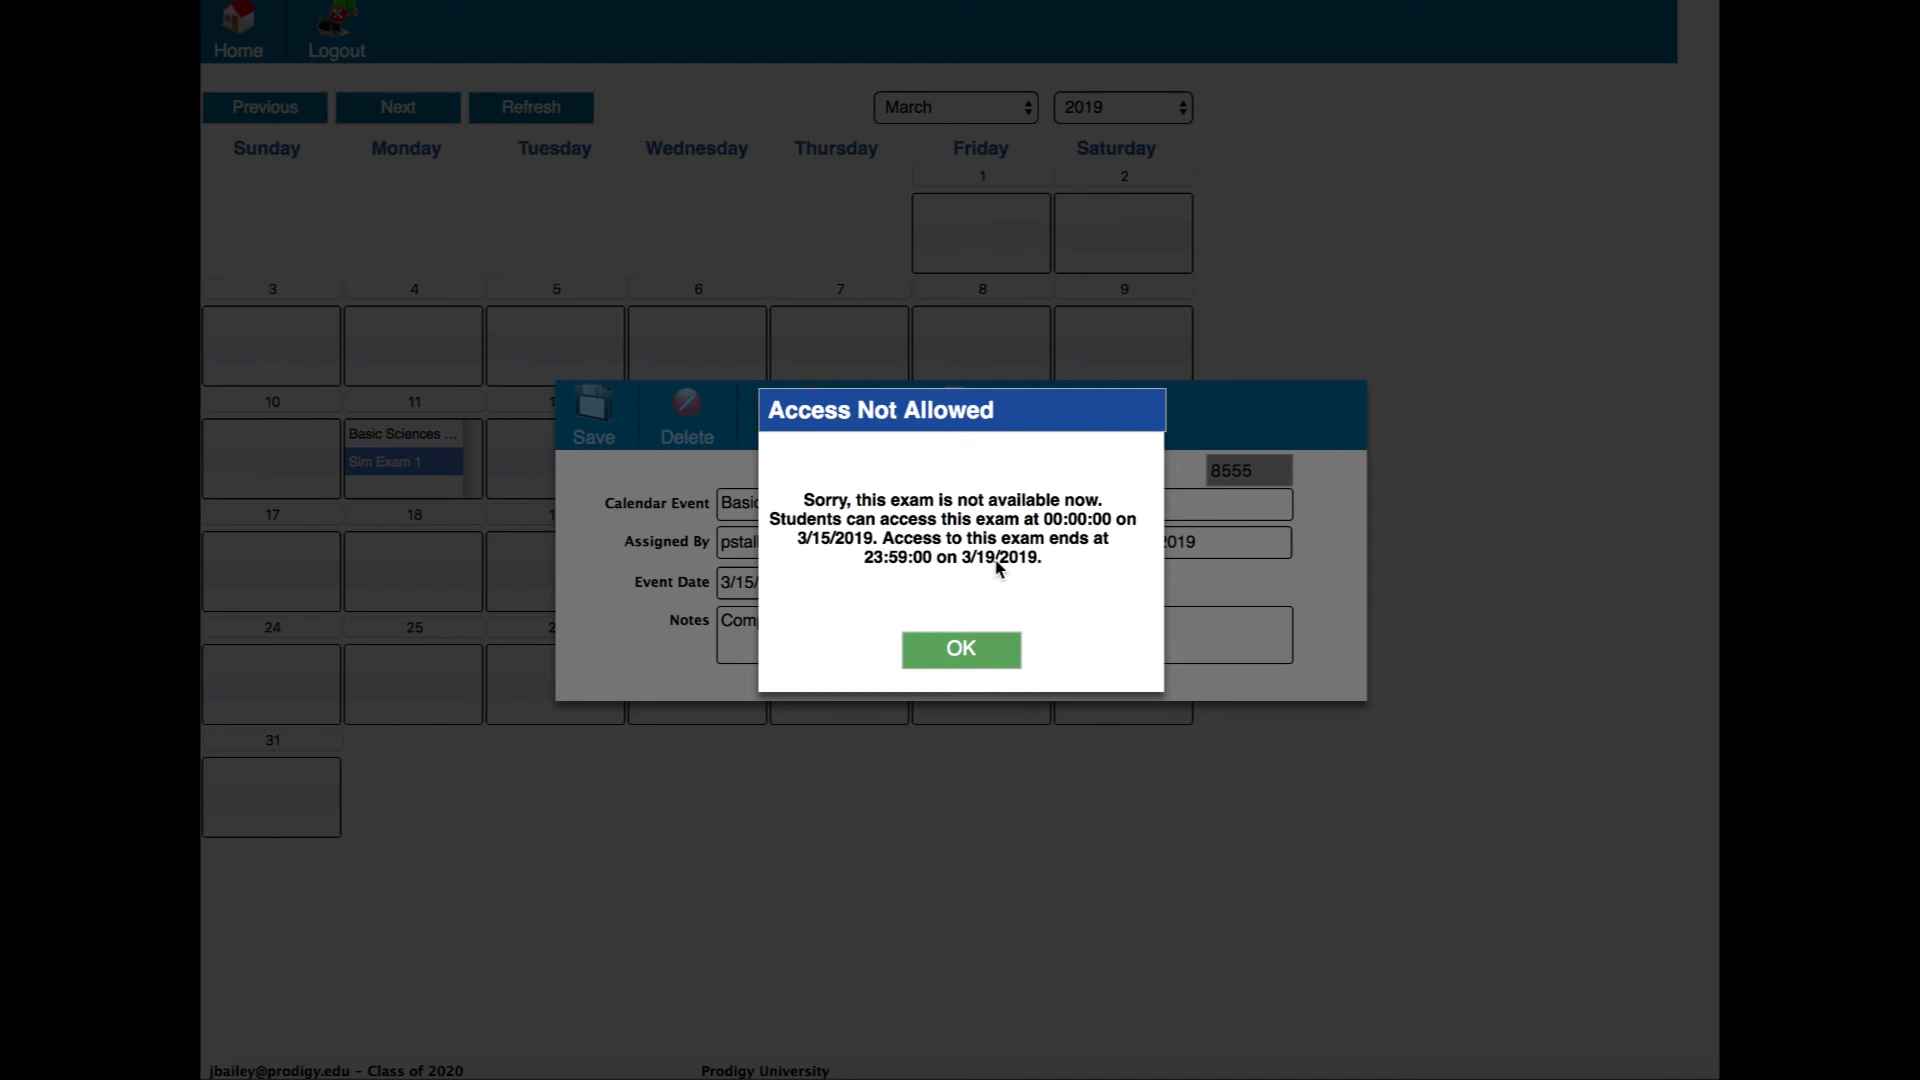 Home
Logout
Previous
Next
Refresh
March
2019
Sunday
Monday
Tuesday
Wednesday
Thursday
Friday
Saturday
1
2
3
4
5
6
7
8
9
10
11
1
Basic Sciences ...
Sim Exam 1
17
18
1
24
25
2
31
Save
Delete
8555
Calendar Event
Basic
Assigned By
pstal
2019
Event Date
3/15/
Notes
Com
Access Not Allowed
Sorry, this exam is not available now.
Students can access this exam at 00:00:00 on
3/15/2019. Access to this exam ends at
23:59:00 on 3/19/2019.
OK
jbailey@prodigy.edu - Class of 2020
Prodigy University